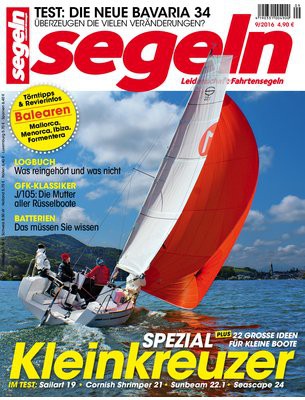 TEST: DIE NEUE BAVARIA 34
ÜBERZEUGEN DIE VIELEN VERÄNDERUNGEN?
segeln
segeln
9/2016 4,90 €
Leidenschaft Fahrtensegeln
Törntipps
& Revierinfos
Balearen
Mallorca,
Menorca, Ibiza,
Formentera
LOGBUCH
Was reingehört und was nicht
GFK-KLASSIKER
J/105: Die Mutter
aller Rüsselboote
BATTERIEN
Das müssen Sie wissen
SPEZIAL
PLUS 22 GROSSE IDEEN
FÜR KLEINE BOOTE
Kleinkreuzer
IM TEST: Sailart 19 • Cornish Shrimper 21 • Sunbeam 22.1 • Seascape 24